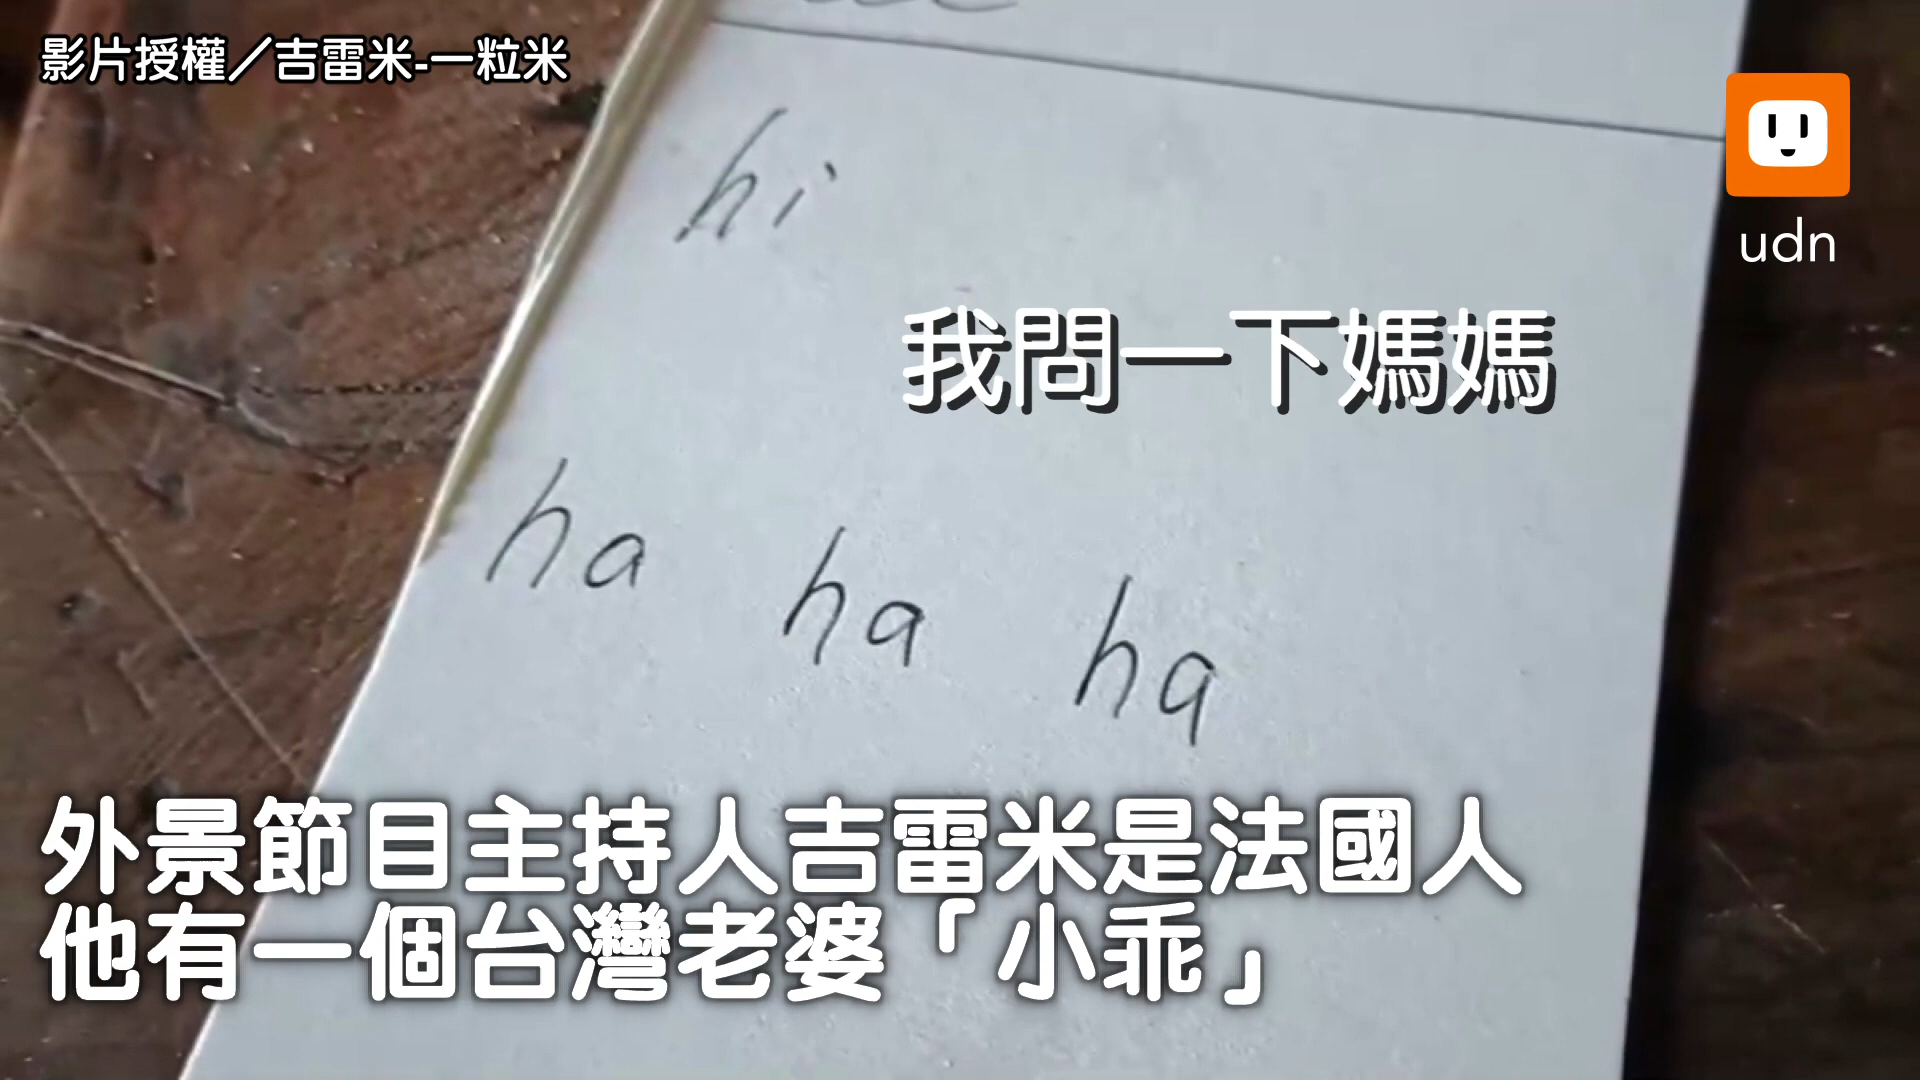 影片授權／吉雷米-一粒米
udn
hi
我問一下媽媽
ha ha ha
外景節目主持人吉雷米是法國人
他有一個台灣老婆「小乖」